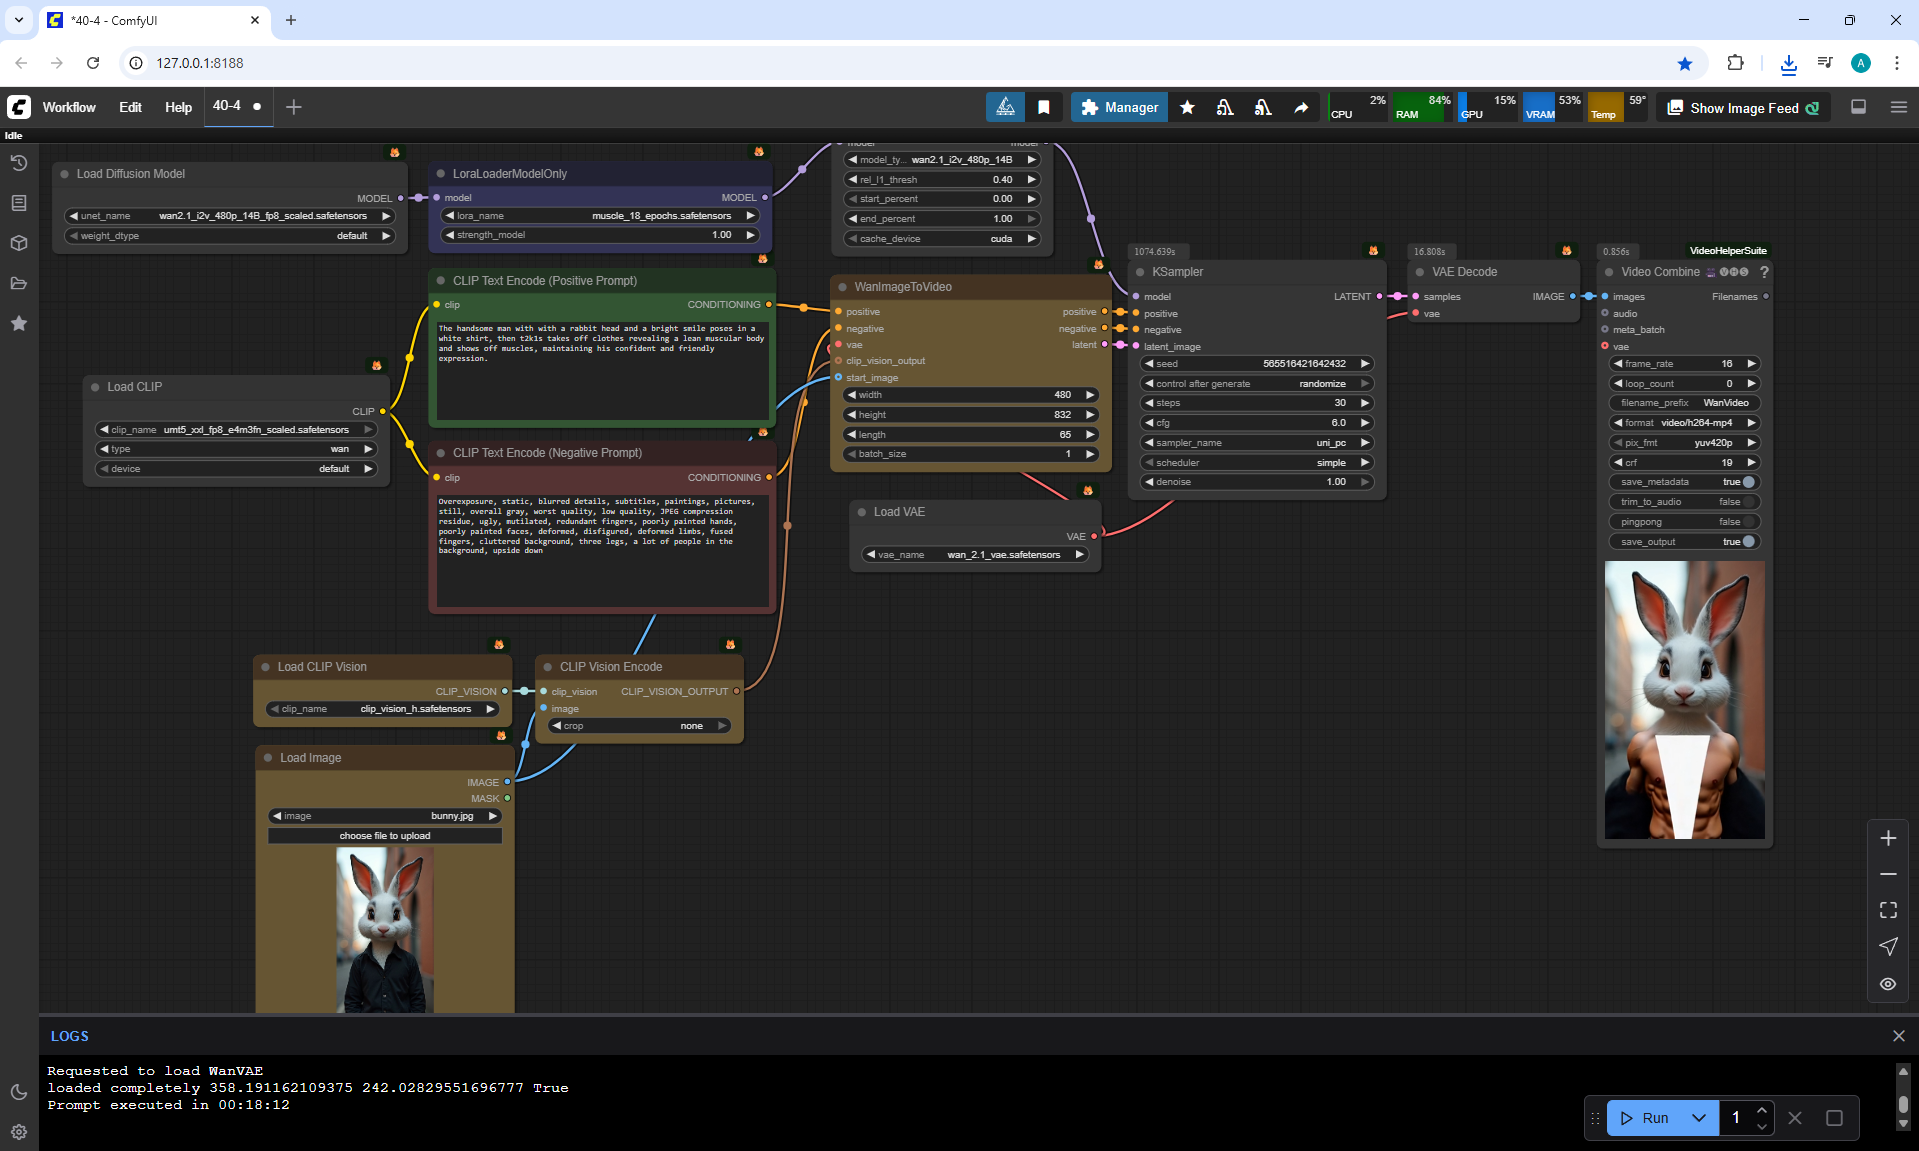 *40-4 - ComfyUI
127.0.0.1:8188
Workflow Edit Help 40-4
Manager
CPU 2%
RAM 84%
GPU 15%
VRAM 53%
Temp 59°
Show Image Feed
Idle
Load Diffusion Model
MODEL
unet_name wan2.1_i2v_480p_14B_fp8_scaled.safetensors
weight_dtype default
LoraLoaderModelOnly
model MODEL
lora_name muscle_18_epochs.safetensors
strength_model 1.00
model model
model_ty... wan2.1_i2v_480p_14B
rel_l1_thresh 0.40
start_percent 0.00
end_percent 1.00
cache_device cuda
CLIP Text Encode (Positive Prompt)
clip CONDITIONING
The handsome man with with a rabbit head and a bright smile poses in a
white shirt, then t2k1s takes off clothes revealing a lean muscular body
and shows off muscles, maintaining his confident and friendly
expression.
Load CLIP
CLIP
clip_name umt5_xxl_fp8_e4m3fn_scaled.safetensors
type wan
device default
CLIP Text Encode (Negative Prompt)
clip CONDITIONING
Overexposure, static, blurred details, subtitles, paintings, pictures,
still, overall gray, worst quality, low quality, JPEG compression
residue, ugly, mutilated, redundant fingers, poorly painted hands,
poorly painted faces, deformed, disfigured, deformed limbs, fused
fingers, cluttered background, three legs, a lot of people in the
background, upside down
WanImageToVideo
positive positive
negative negative
vae latent
clip_vision_output
start_image
width 480
height 832
length 65
batch_size 1
Load VAE
VAE
vae_name wan_2.1_vae.safetensors
1074.639s
KSampler
model LATENT
positive
negative
latent_image
seed 565516421642432
control after generate randomize
steps 30
cfg 6.0
sampler_name uni_pc
scheduler simple
denoise 1.00
16.808s
VAE Decode
samples IMAGE
vae
0.856s VideoHelperSuite
Video Combine VHS ?
images Filenames
audio
meta_batch
vae
frame_rate 16
loop_count 0
filename_prefix WanVideo
format video/h264-mp4
pix_fmt yuv420p
crf 19
save_metadata true
trim_to_audio false
pingpong false
save_output true
Load CLIP Vision
CLIP_VISION
clip_name clip_vision_h.safetensors
CLIP Vision Encode
clip_vision CLIP_VISION_OUTPUT
image
crop none
Load Image
IMAGE
MASK
image bunny.jpg
choose file to upload
LOGS
Requested to load WanVAE
loaded completely 358.191162109375 242.02829551696777 True
Prompt executed in 00:18:12
Run 1
A